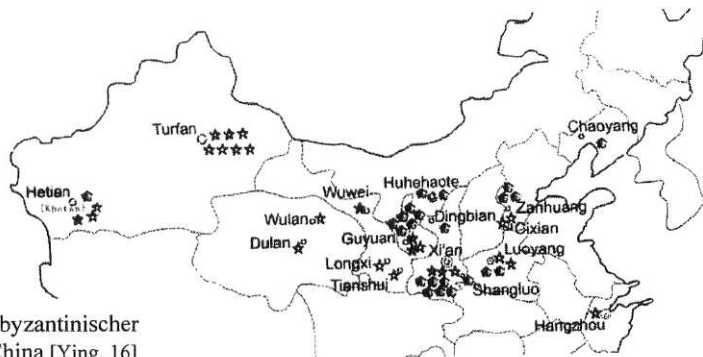 Chaoyang
Turfan
Hetian
[Khotan]
Wuwei
Huhehaote
Wulan
Dingbian
Zanhuang
Cixian
Dulan
Guyuan
Xi'an
Luoyang
Longxi
Tianshui
Shangluo
Hangzhou
byzantinischer
China [Ying, 16]